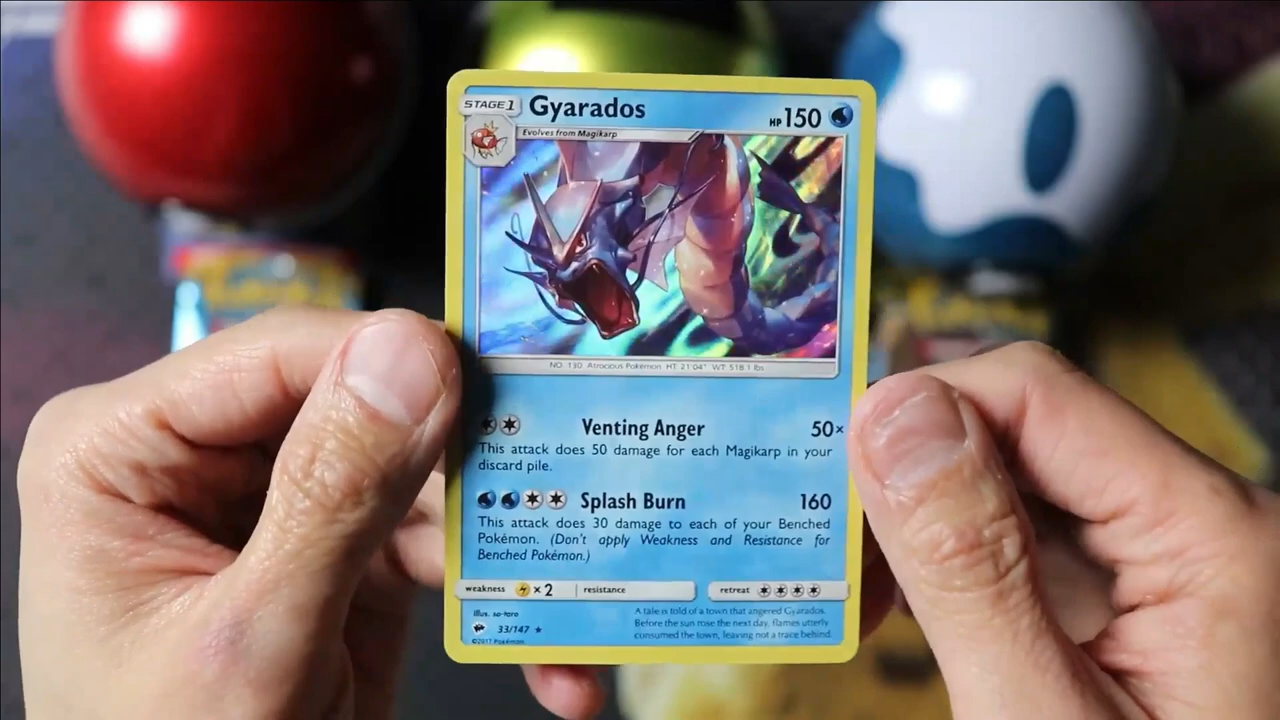 STAGE 1 Gyarados HP 150
Evolves from Magikarp
NO. 130 Atrocious Pokémon HT 21'04" WT 518.1 lbs
Venting Anger 50×
This attack does 50 damage for each Magikarp in your
discard pile.
Splash Burn 160
This attack does 30 damage to each of your Benched
Pokémon. (Don't apply Weakness and Resistance for
Benched Pokémon.)
weakness × 2 resistance retreat
Illus. so-taro
33/147
©2017 Pokémon
A tale is told of a town that angered Gyarados.
Before the sun rose the next day, flames utterly
consumed the town, leaving not a trace behind.